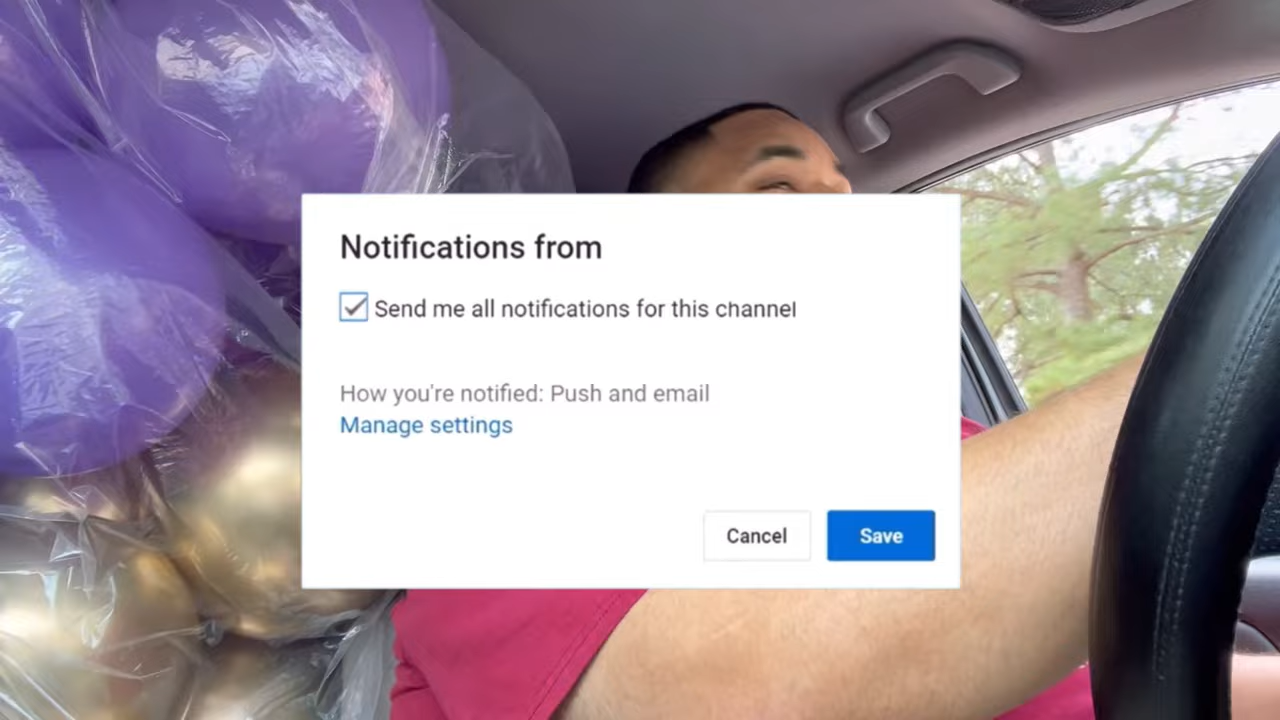 Notifications from
Send me all notifications for this channel
How you're notified: Push and email
Manage settings
Cancel
Save